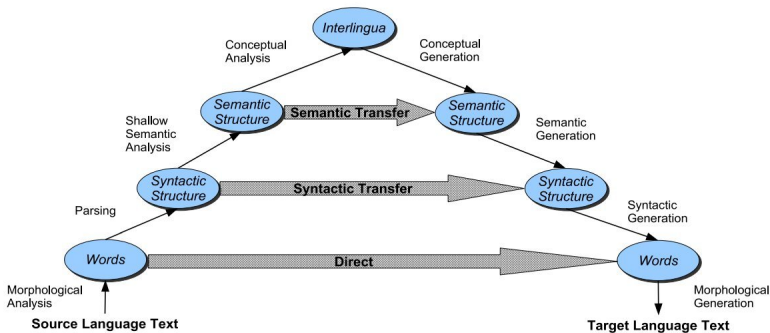 Interlingua
Conceptual
Analysis
Conceptual
Generation
Semantic
Structure
Semantic Transfer
Semantic
Structure
Shallow
Semantic
Analysis
Semantic
Generation
Syntactic
Structure
Syntactic Transfer
Syntactic
Structure
Parsing
Syntactic
Generation
Words
Direct
Words
Morphological
Analysis
Morphological
Generation
Source Language Text
Target Language Text